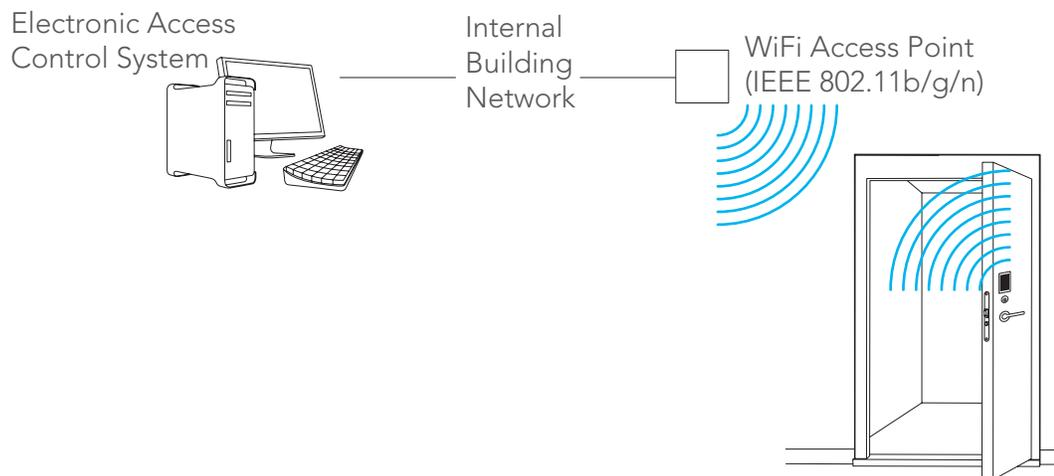 Electronic Access
Control System
Internal
Building
Network
WiFi Access Point
(IEEE 802.11b/g/n)